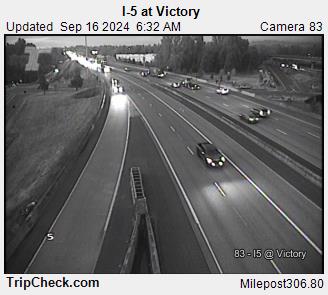 I-5 at Victory
Updated Sep 16 2024 6:32 AM Camera 83
S
83 - I5 @ Victory
TripCheck.com Milepost306.80